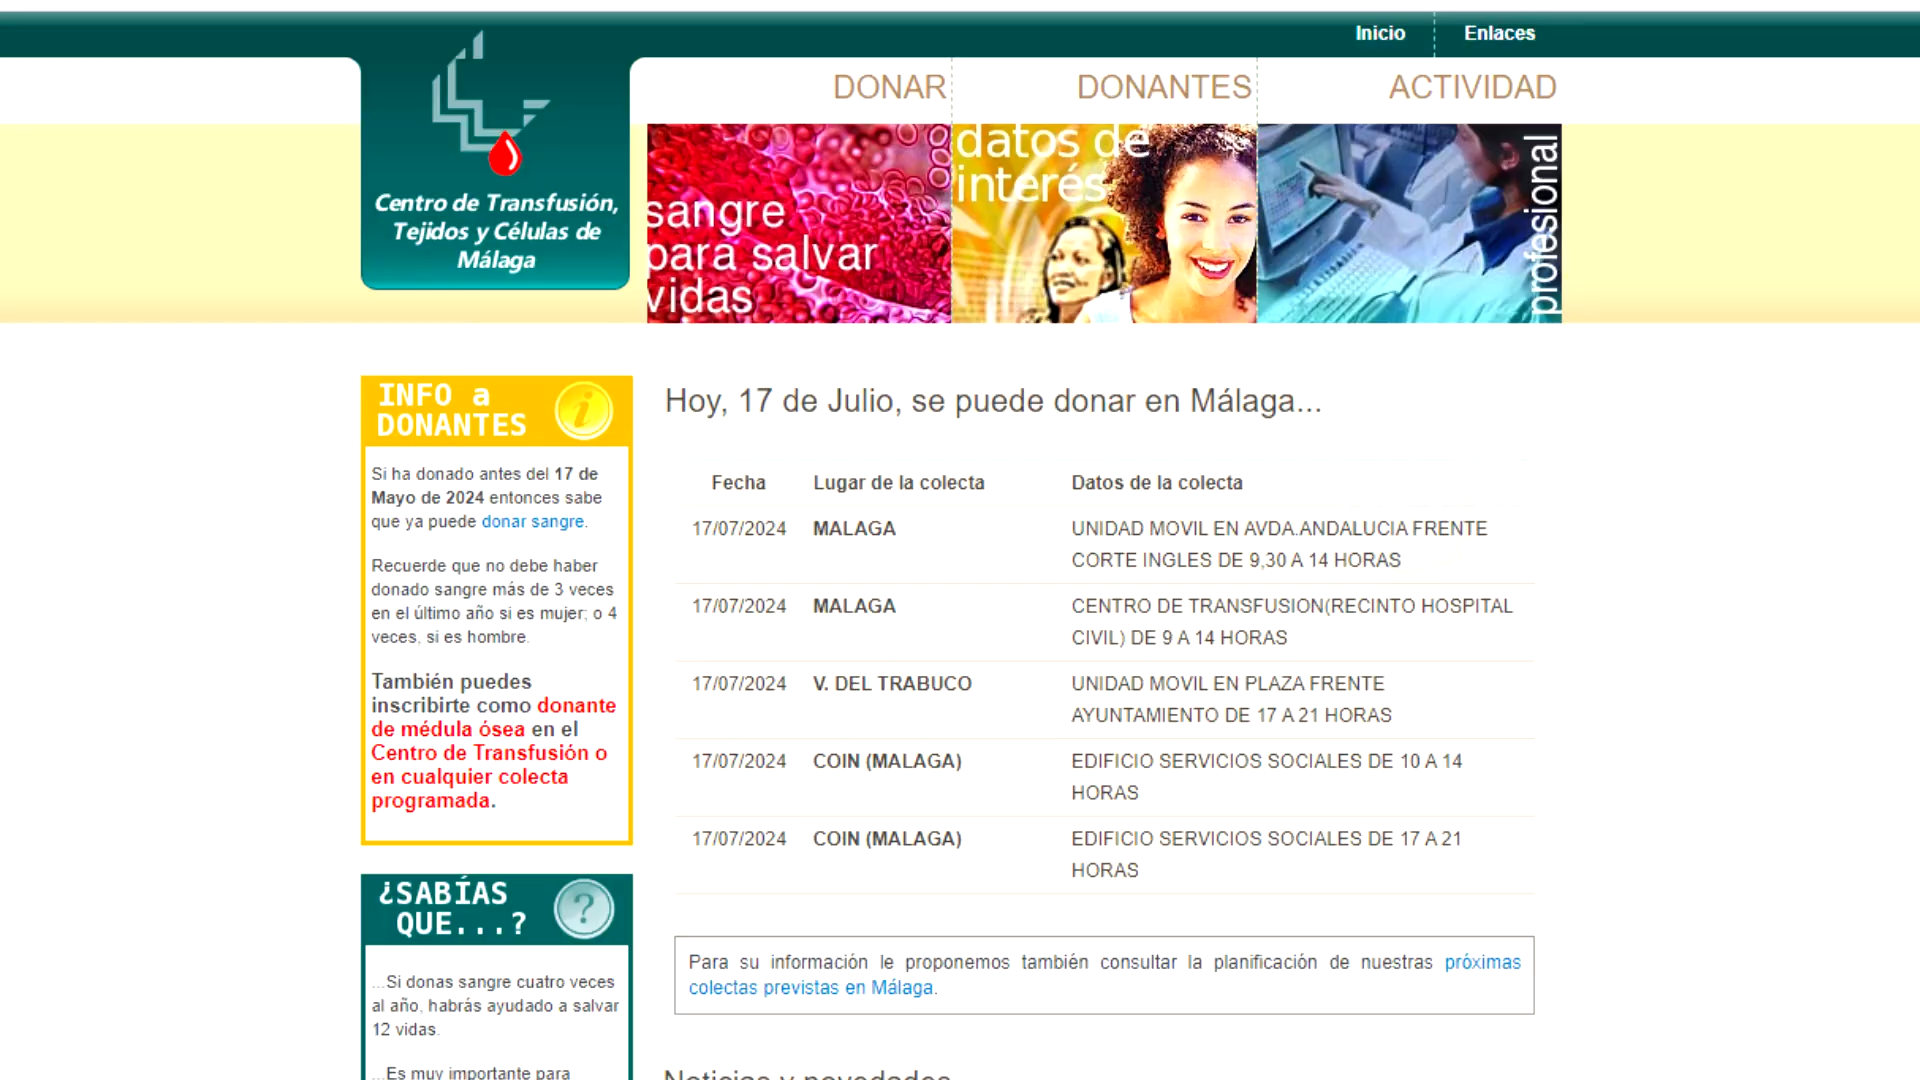 Inicio
Enlaces
DONAR
DONANTES
ACTIVIDAD
Centro de Transfusión,
Tejidos y Células de
Málaga
sangre
para salvar
vidas
datos de
interés
profesional
INFO a
DONANTES
Si ha donado antes del 17 de
Mayo de 2024 entonces sabe
que ya puede donar sangre.
Recuerde que no debe haber
donado sangre más de 3 veces
en el último año si es mujer; o 4
veces, si es hombre.
También puedes
inscribirte como donante
de médula ósea en el
Centro de Transfusión o
en cualquier colecta
programada.
¿SABÍAS
QUE...?
...Si donas sangre cuatro veces
al año, habrás ayudado a salvar
12 vidas.
...Es muy importante para
Hoy, 17 de Julio, se puede donar en Málaga...
Fecha Lugar de la colecta Datos de la colecta
17/07/2024 MALAGA UNIDAD MOVIL EN AVDA.ANDALUCIA FRENTE
CORTE INGLES DE 9,30 A 14 HORAS
17/07/2024 MALAGA CENTRO DE TRANSFUSION(RECINTO HOSPITAL
CIVIL) DE 9 A 14 HORAS
17/07/2024 V. DEL TRABUCO UNIDAD MOVIL EN PLAZA FRENTE
AYUNTAMIENTO DE 17 A 21 HORAS
17/07/2024 COIN (MALAGA) EDIFICIO SERVICIOS SOCIALES DE 10 A 14
HORAS
17/07/2024 COIN (MALAGA) EDIFICIO SERVICIOS SOCIALES DE 17 A 21
HORAS
Para su información le proponemos también consultar la planificación de nuestras próximas
colectas previstas en Málaga.
Noticias y novedades